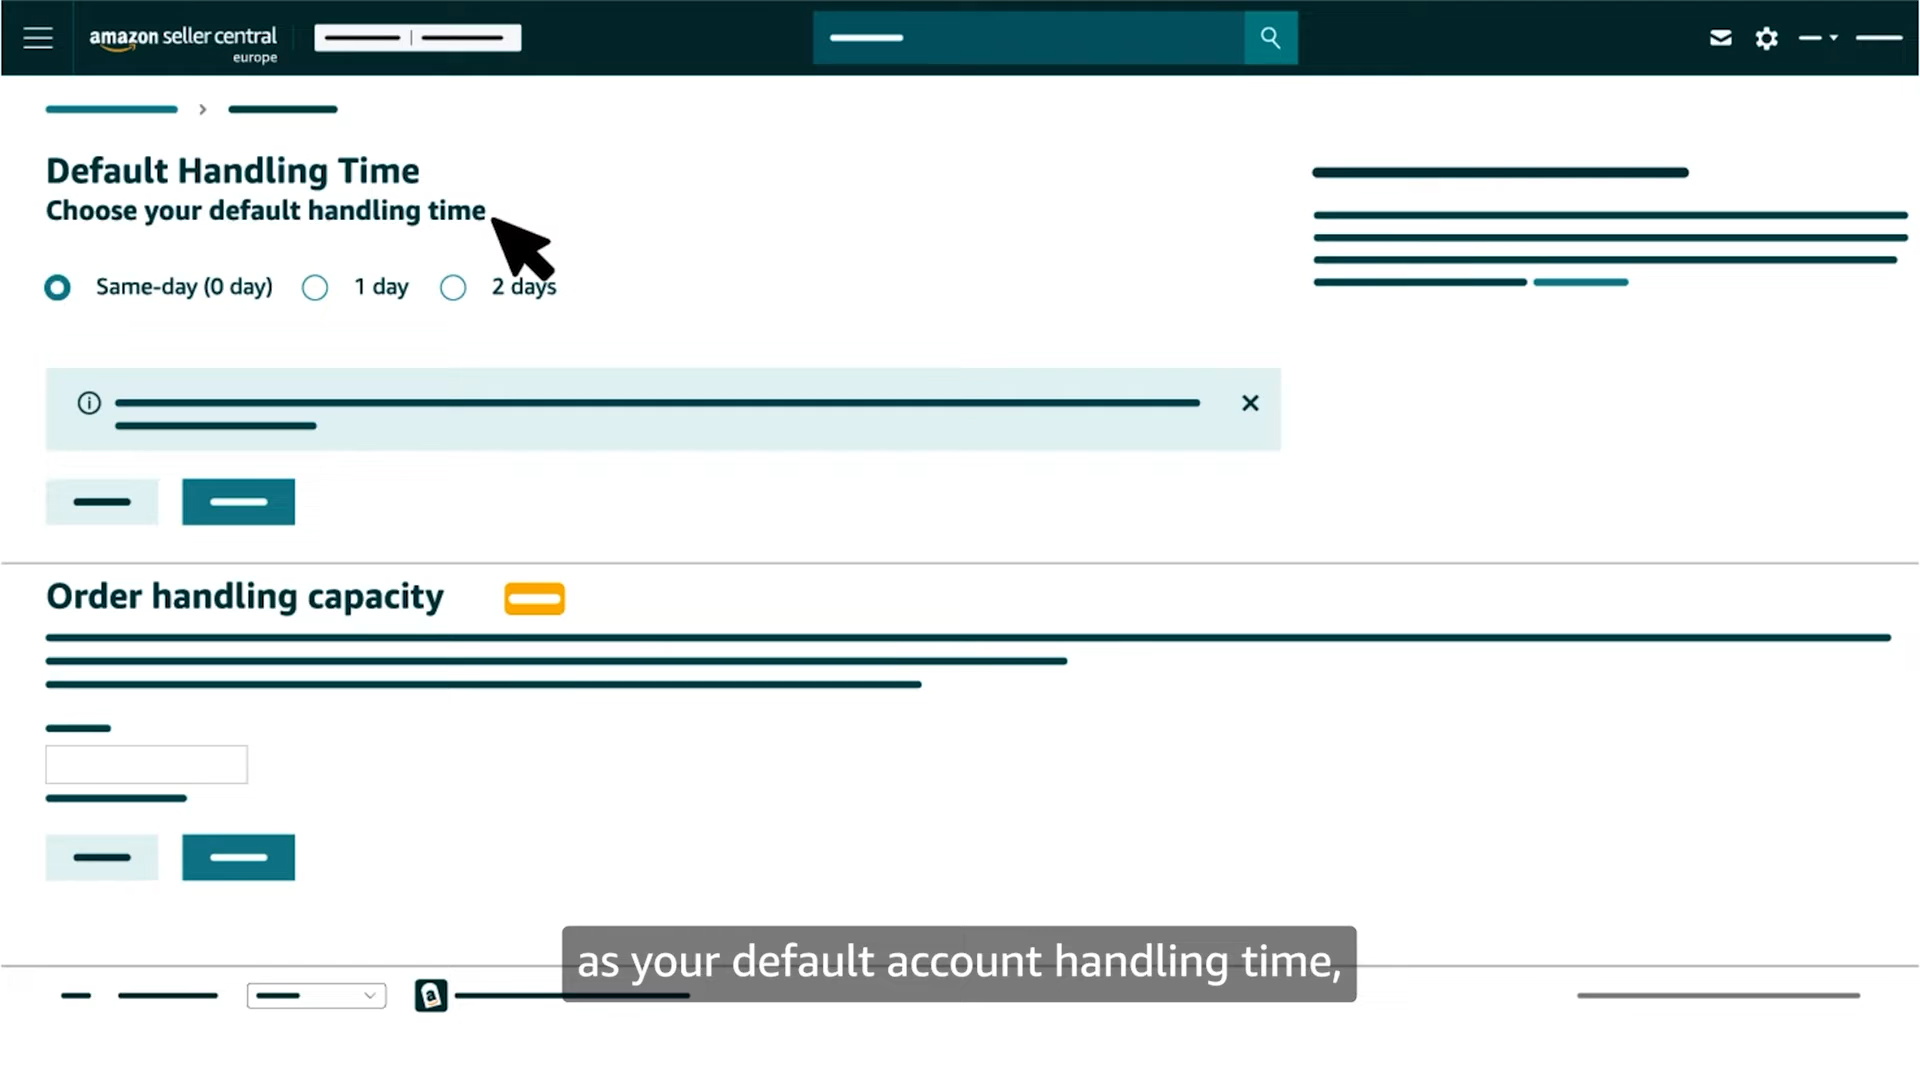 amazon seller central
europe
Default Handling Time
Choose your default handling time
Same-day (0 day) 1 day 2 days
Order handling capacity
as your default account handling time,